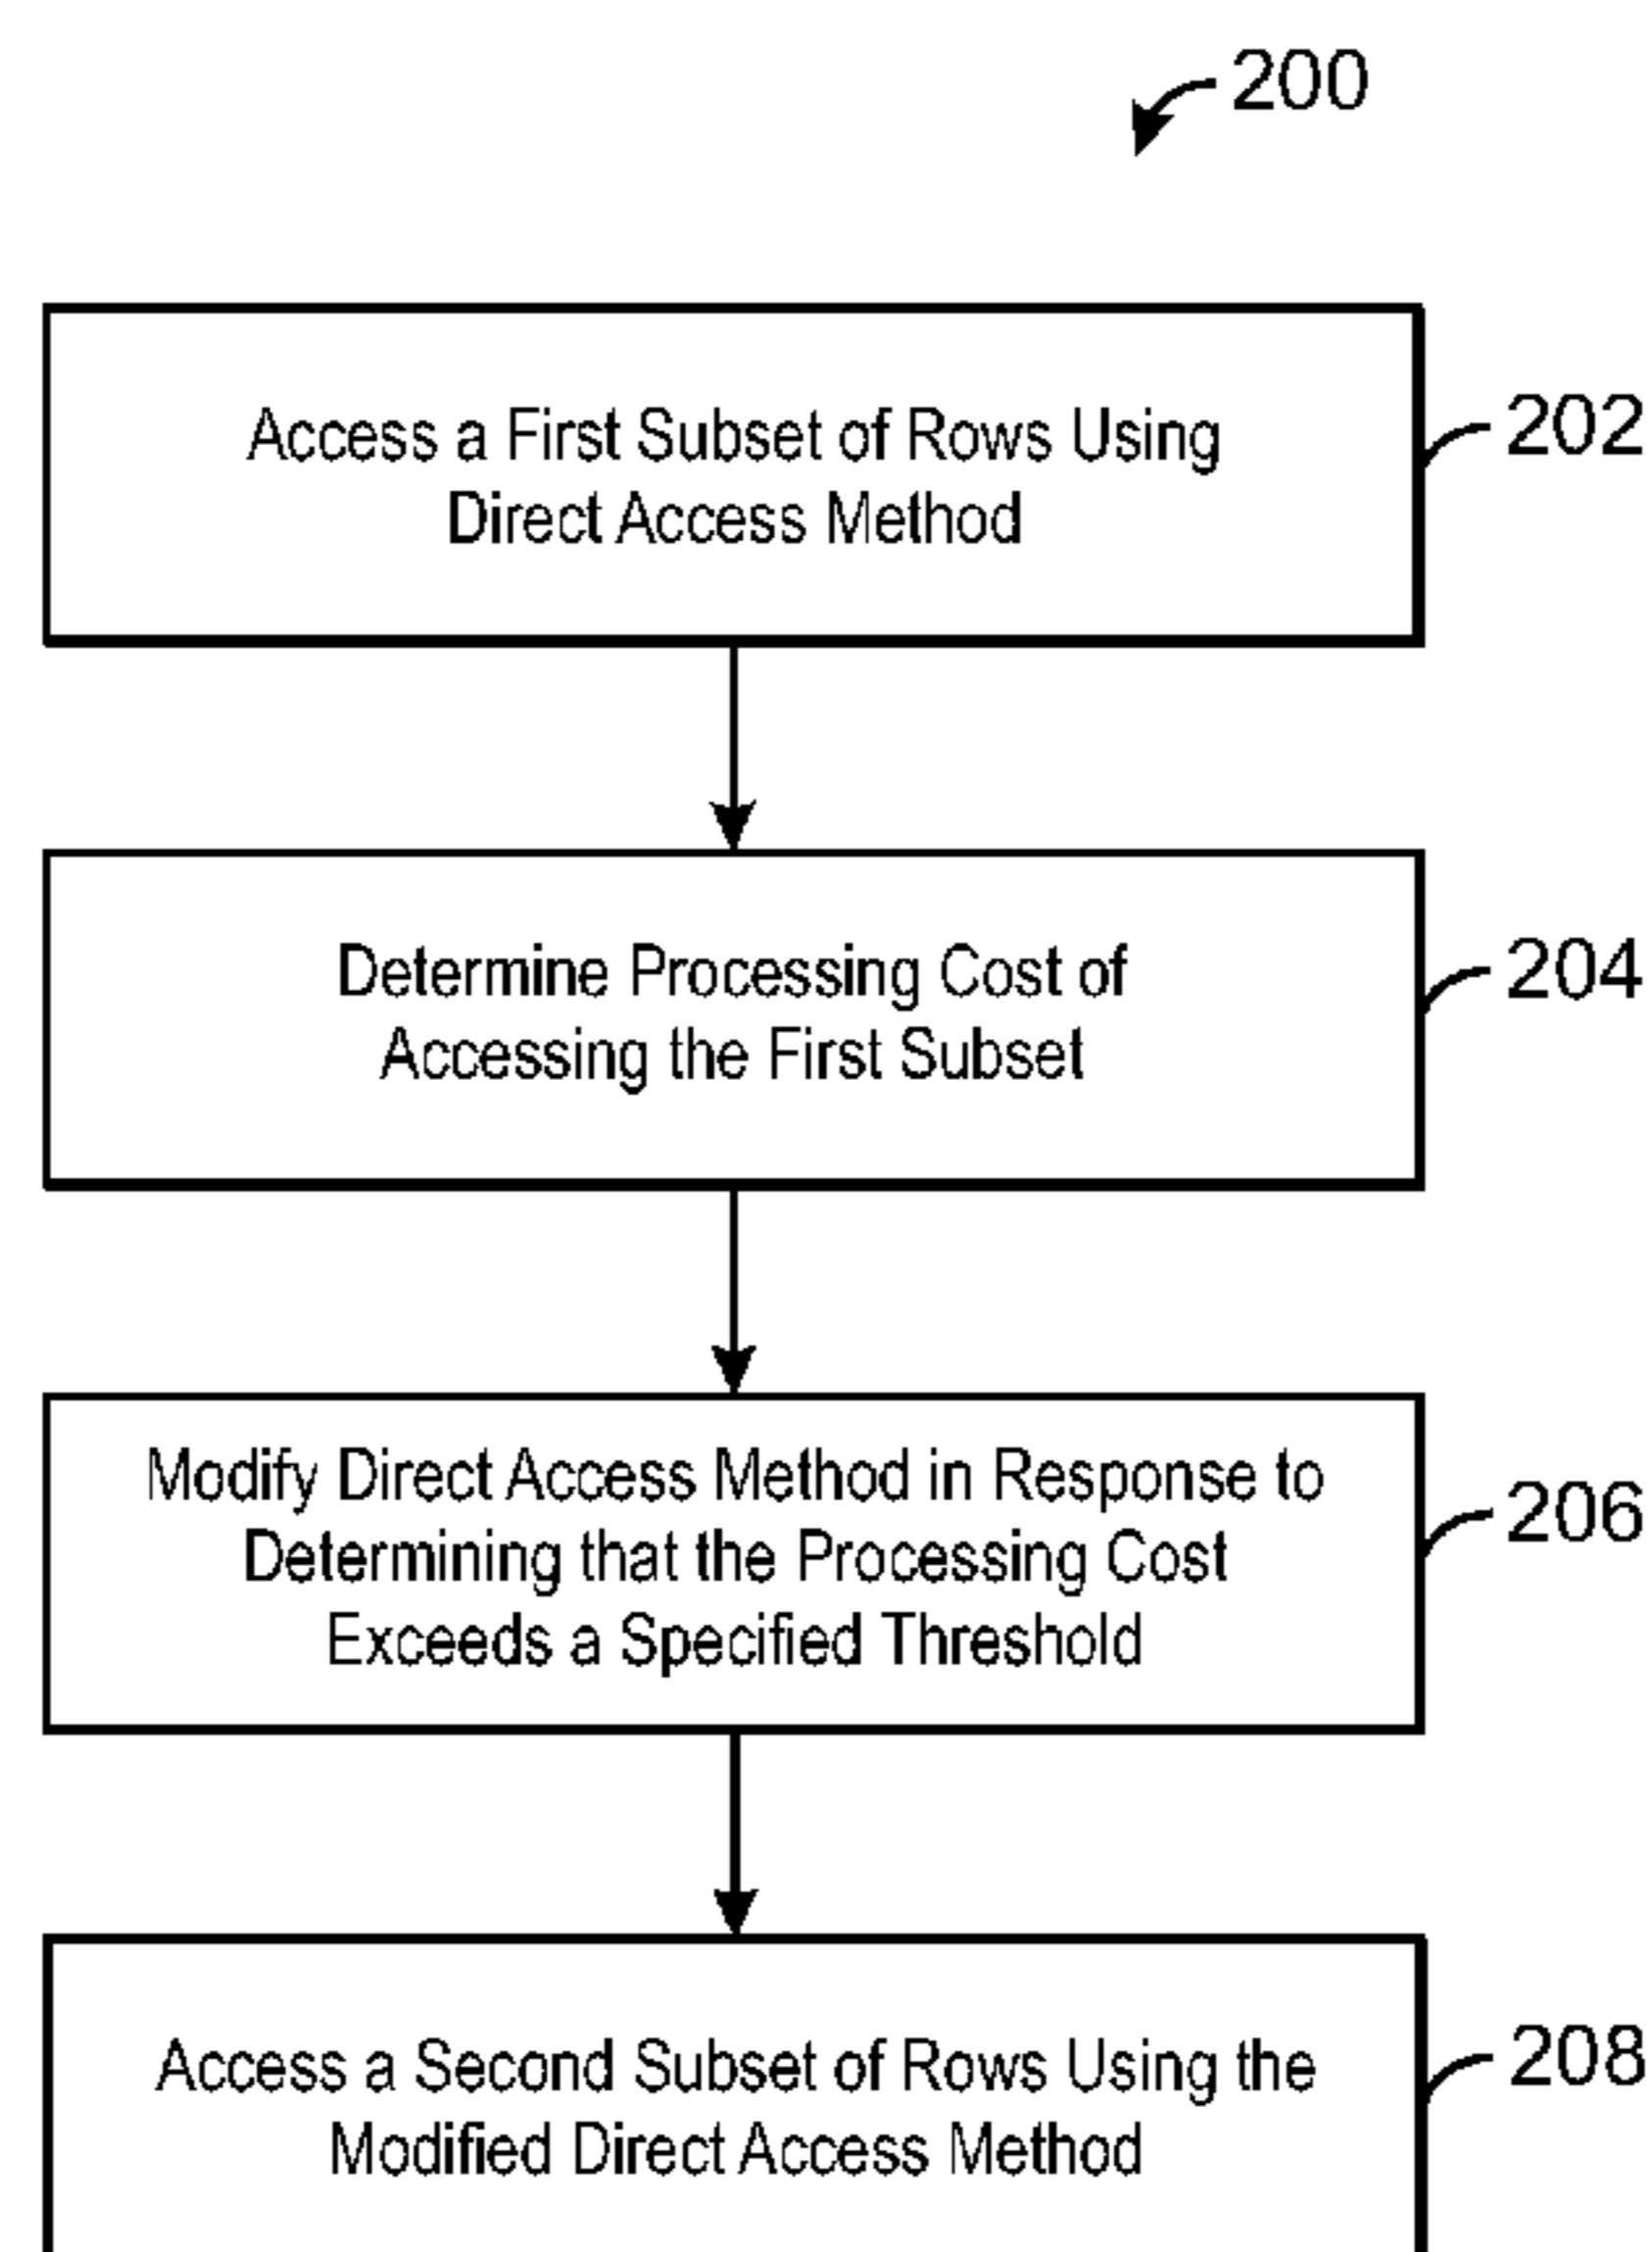 200
Access a First Subset of Rows Using
Direct Access Method
202
Determine Processing Cost of
Accessing the First Subset
204
Modify Direct Access Method in Response to
Determining that the Processing Cost
Exceeds a Specified Threshold
206
Access a Second Subset of Rows Using the
Modified Direct Access Method
208